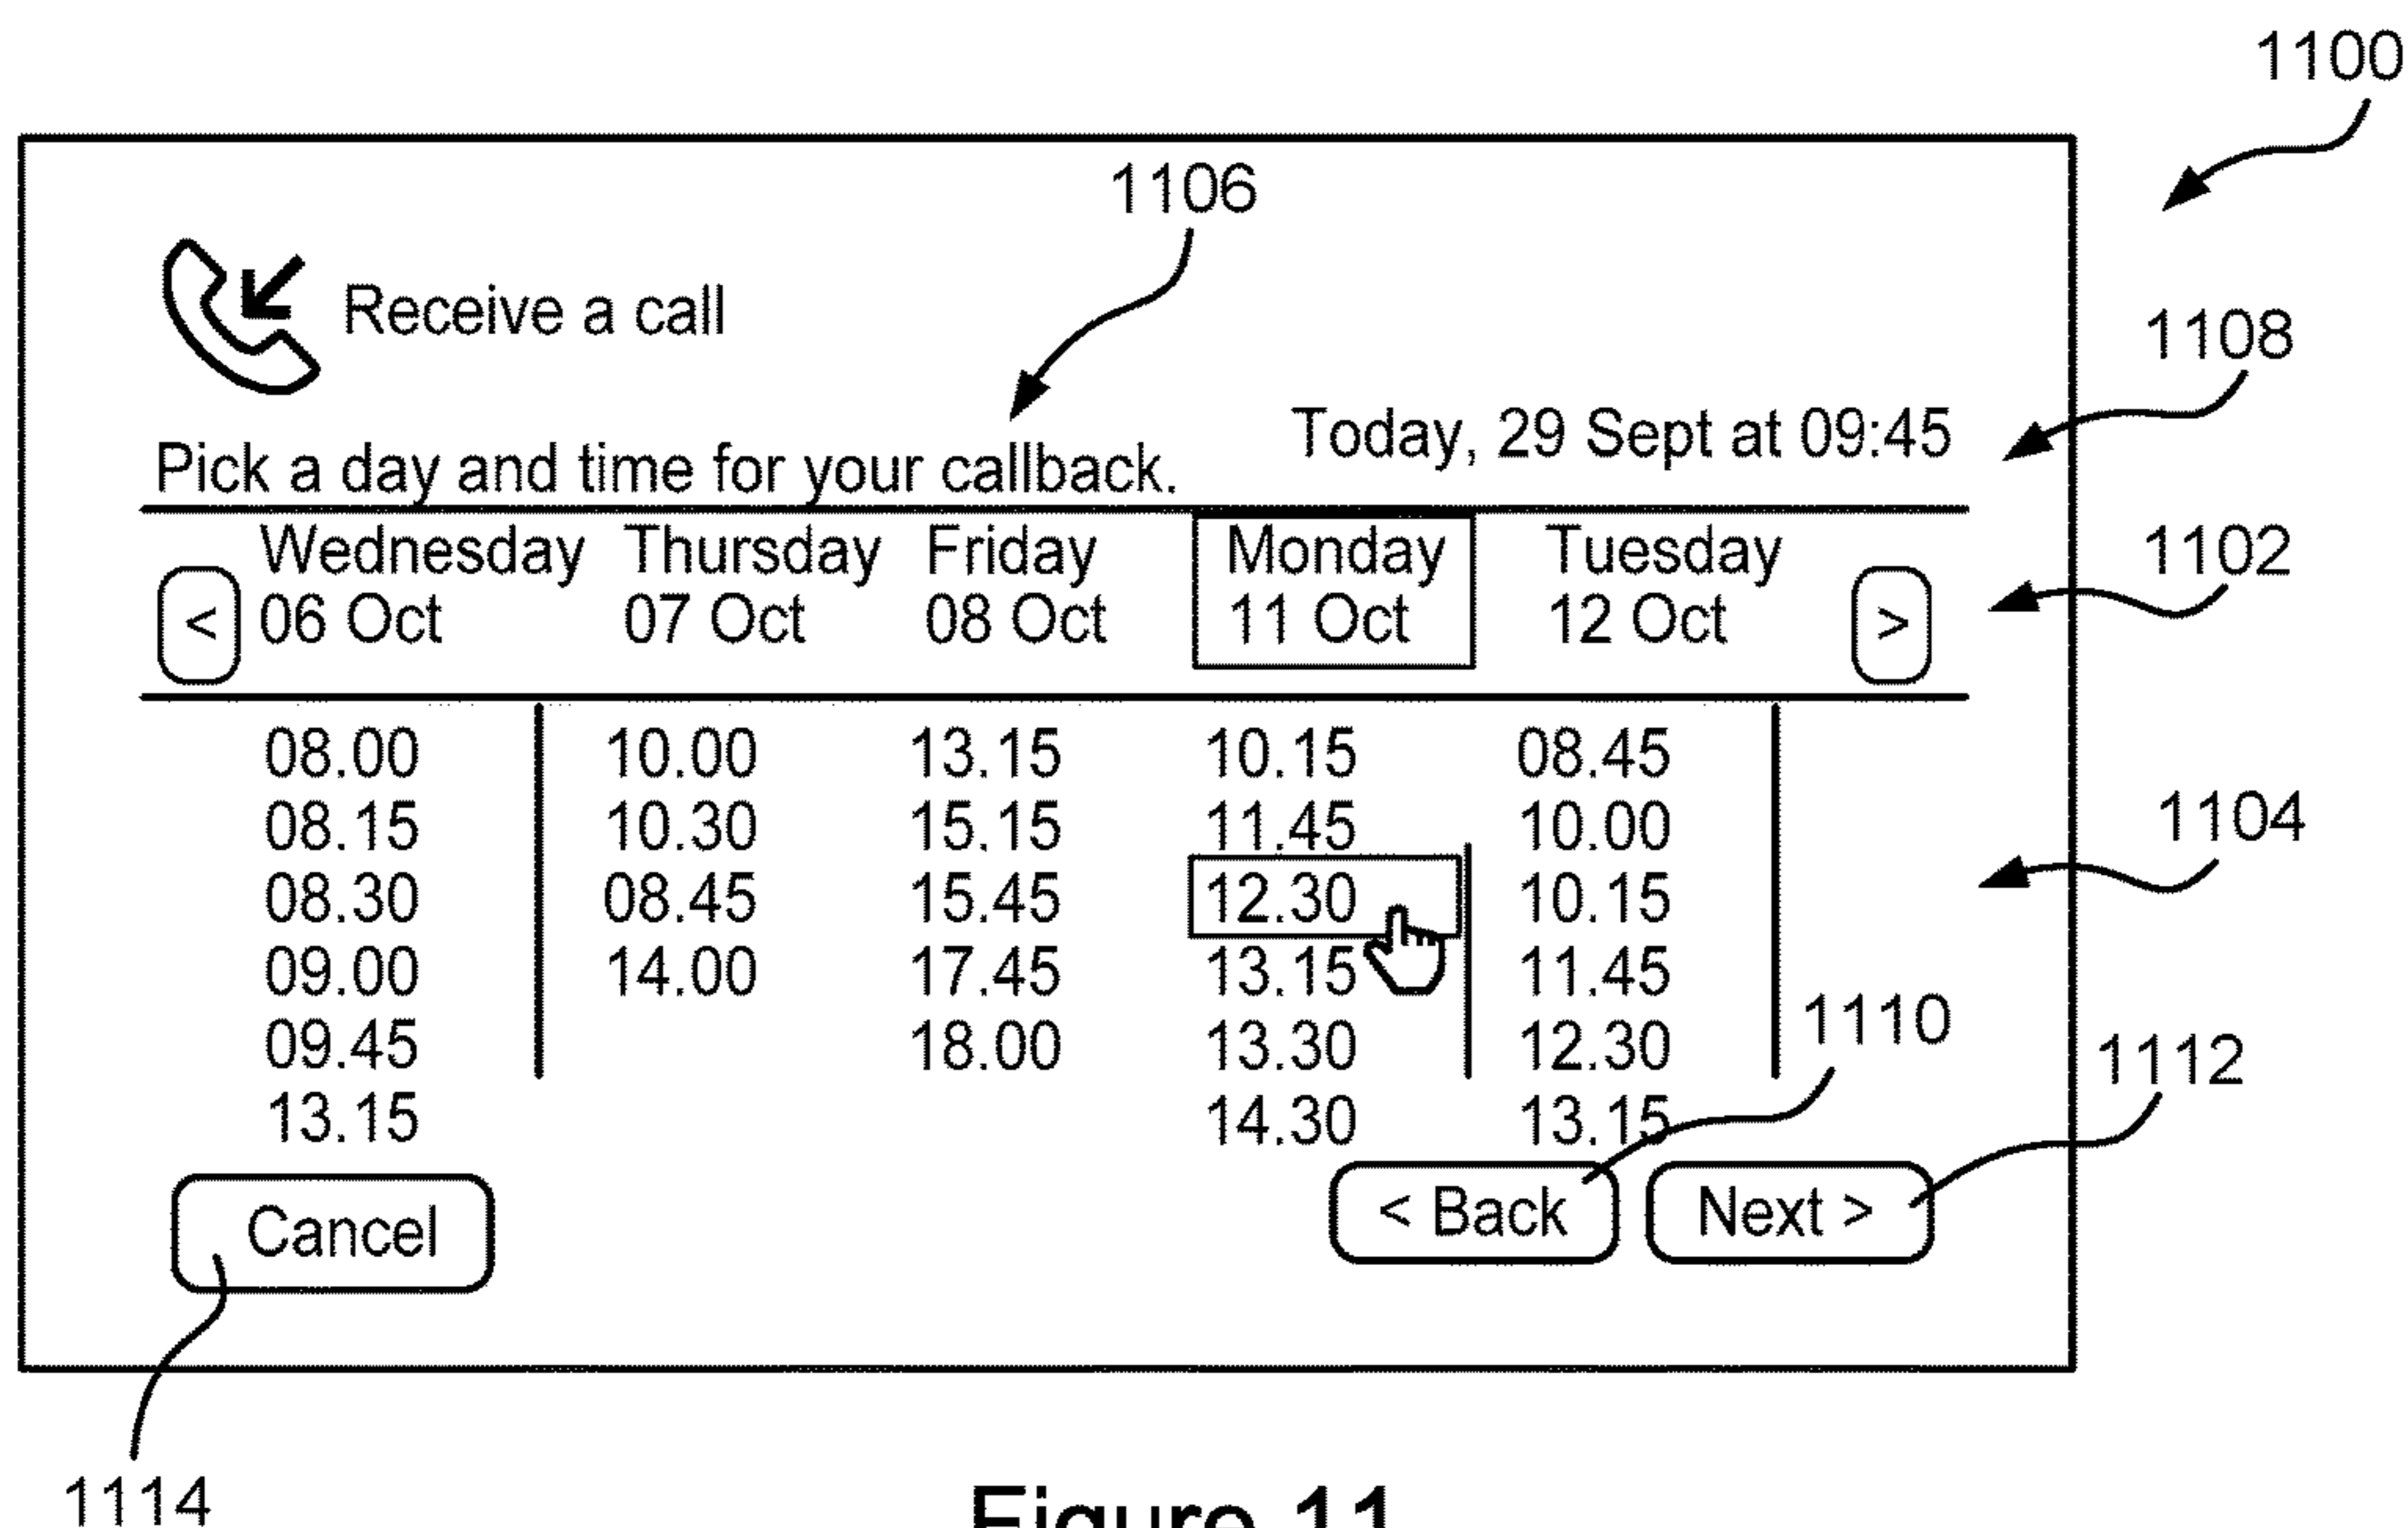 1100
1106
Receive a call
1108
Today, 29 Sept at 09:45
Pick a day and time for your callback.
Wednesday Thursday Friday Monday Tuesday
1102
< 06 Oct 07 Oct 08 Oct 11 Oct 12 Oct >
08.00 10.00 13.15 10.15 08.45
08.15 10.30 15.15 11.45 10.00
1104
08.30 08.45 15.45 12.30 10.15
09.00 14.00 17.45 13.15 11.45
1110
09.45 18.00 13.30 12.30
1112
13.15 14.30 13.15
Cancel < Back Next >
1114
Figure 11